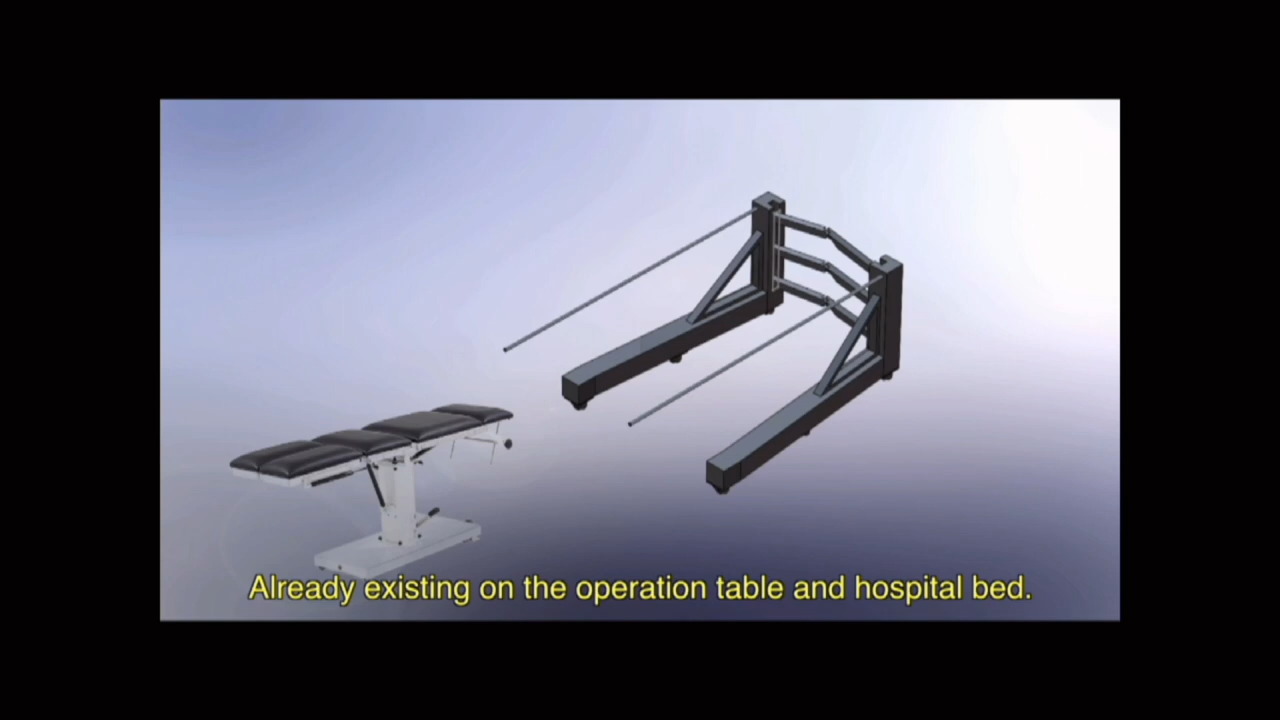 Already existing on the operation table and hospital bed.